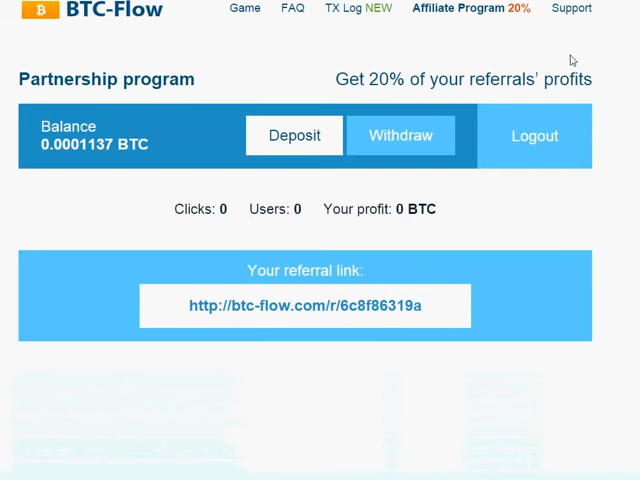 BTC-Flow
Game FAQ TX Log NEW Affiliate Program 20% Support
Partnership program Get 20% of your referrals’ profits
Balance
0.0001137 BTC
Deposit Withdraw Logout
Clicks: 0 Users: 0 Your profit: 0 BTC
Your referral link:
http://btc-flow.com/r/6c8f86319a